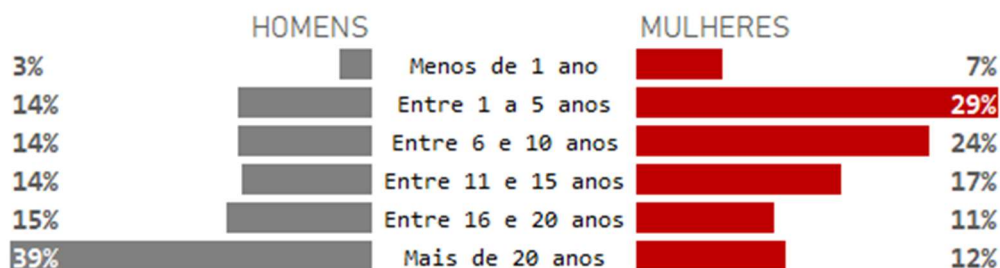 HOMENS MULHERES
3% Menos de 1 ano 7%
14% Entre 1 a 5 anos 29%
14% Entre 6 e 10 anos 24%
14% Entre 11 e 15 anos 17%
15% Entre 16 e 20 anos 11%
39% Mais de 20 anos 12%